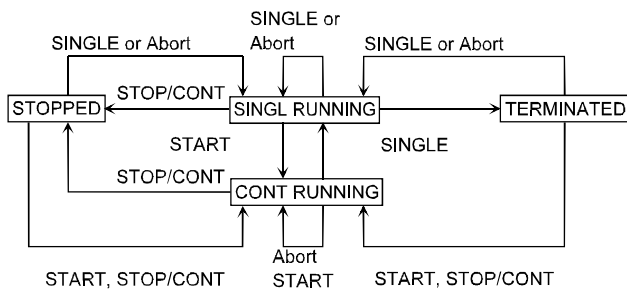 SINGLE or
Abort
SINGLE or Abort
SINGLE or Abort
STOPPED
STOP/CONT
SINGL RUNNING
TERMINATED
START
SINGLE
STOP/CONT
CONT RUNNING
Abort
START
START, STOP/CONT
START, STOP/CONT